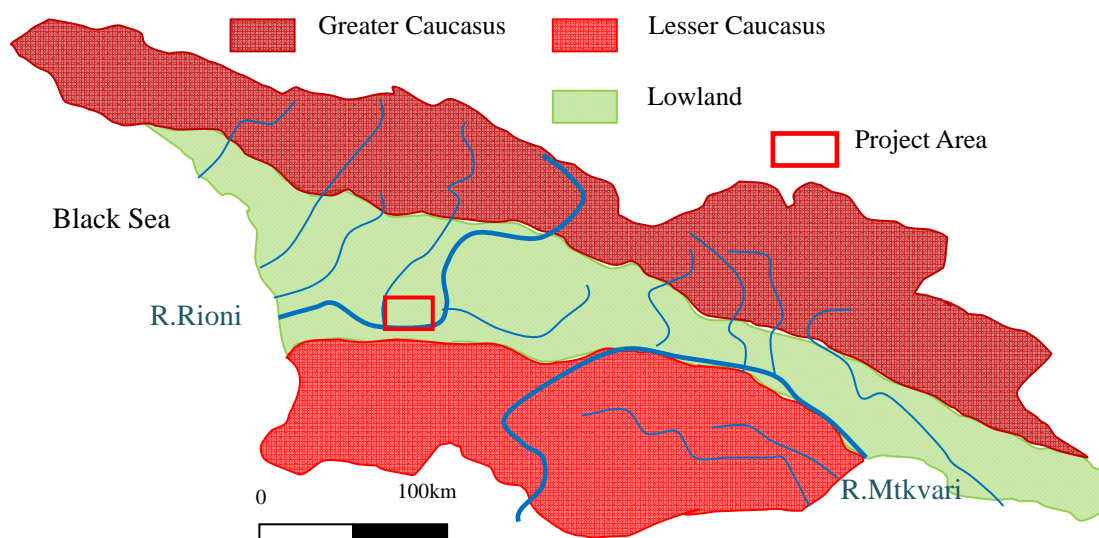 Greater Caucasus
Lesser Caucasus
Lowland
Project Area
Black Sea
R.Rioni
R.Mtkvari
0
100km